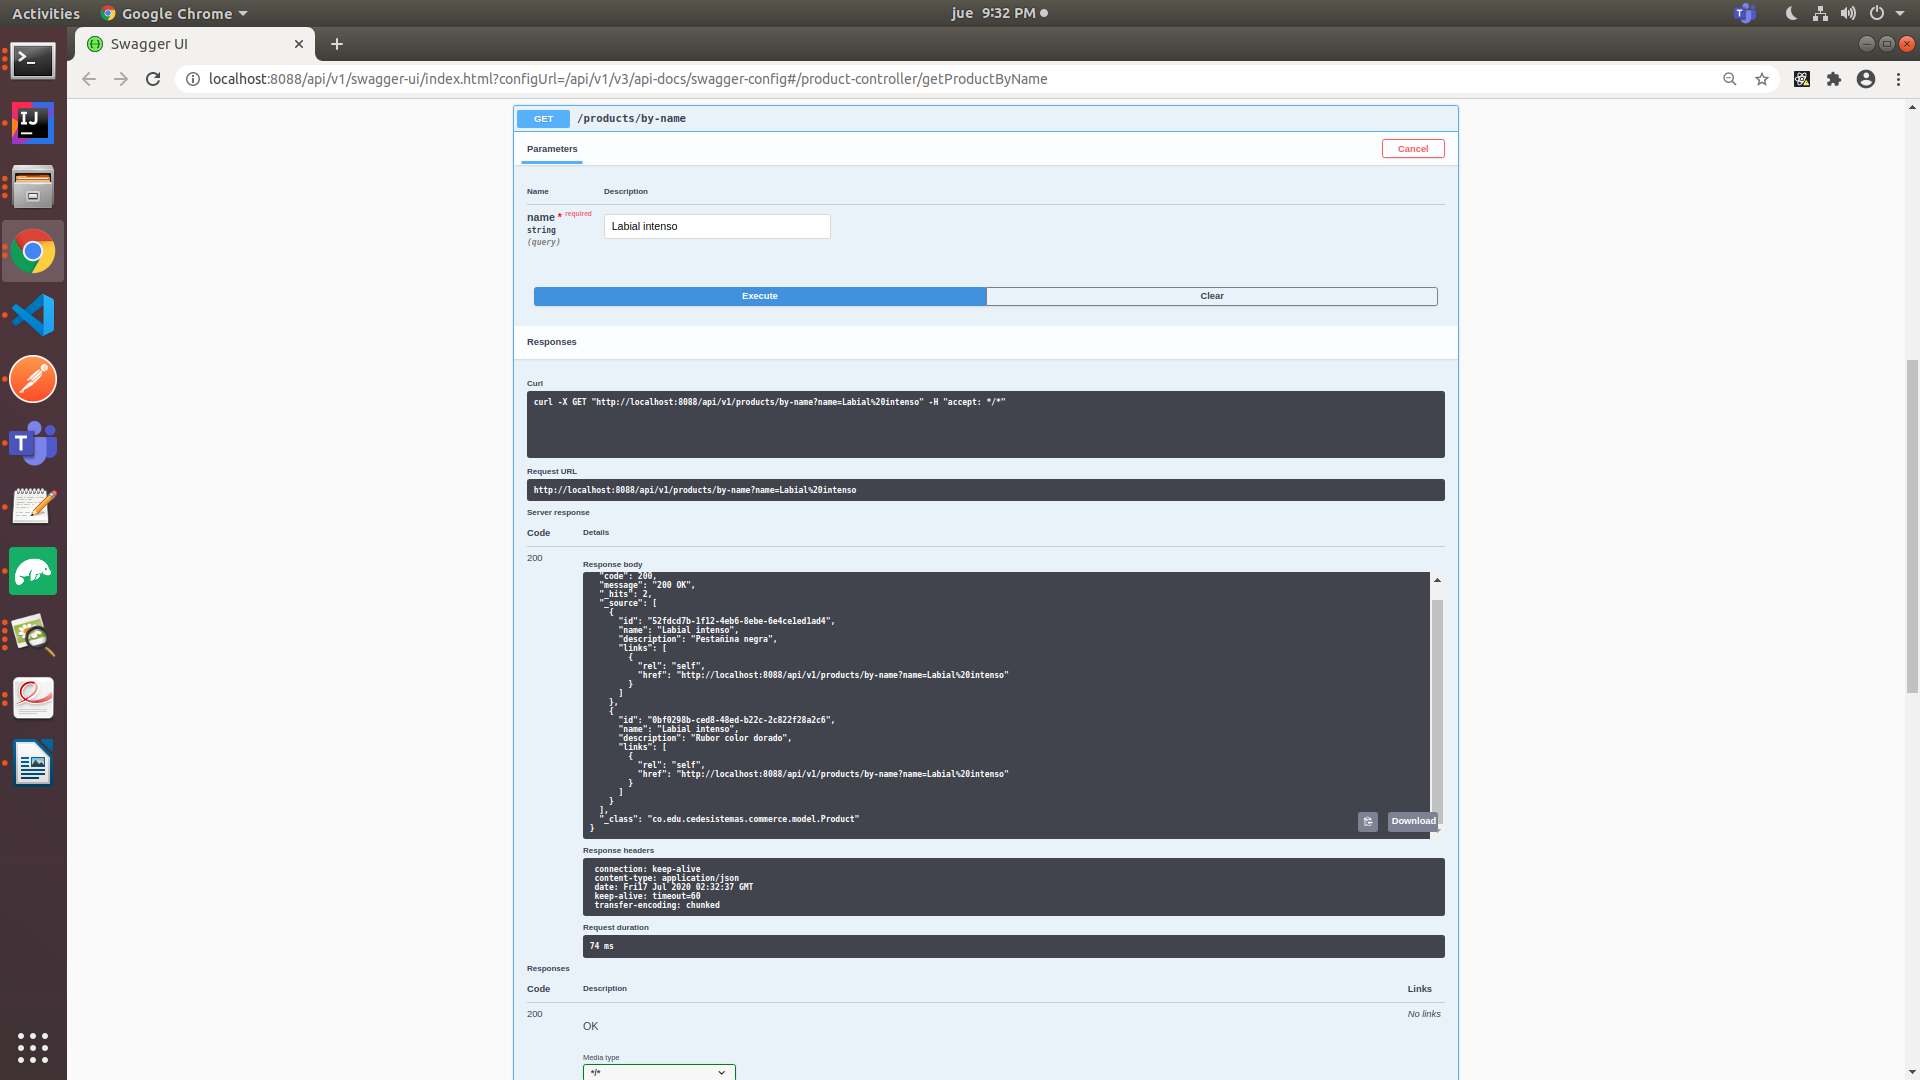 Activities
Google Chrome
jue 9:32 PM
Swagger UI
localhost:8088/api/v1/swagger-ui/index.html?configUrl=/api/v1/v3/api-docs/swagger-config#/product-controller/getProductByName
GET /products/by-name
Parameters
Cancel
Name Description
name * required
string
(query)
Labial intenso
Execute
Clear
Responses
Curl
curl -X GET "http://localhost:8088/api/v1/products/by-name?name=Labial%20intenso" -H "accept: */*"
Request URL
http://localhost:8088/api/v1/products/by-name?name=Labial%20intenso
Server response
Code Details
200
Response body
"code": 200,
"message": "200 OK",
"_hits": 2,
"_source": [
{
"id": "52fdcd7b-1f12-4eb6-8ebe-6e4ce1ed1ad4",
"name": "Labial intenso",
"description": "Pestañina negra",
"links": [
{
"rel": "self",
"href": "http://localhost:8088/api/v1/products/by-name?name=Labial%20intenso"
}
]
},
{
"id": "0bf0298b-ced8-48ed-b22c-2c822f28a2c6",
"name": "Labial intenso",
"description": "Rubor color dorado",
"links": [
{
"rel": "self",
"href": "http://localhost:8088/api/v1/products/by-name?name=Labial%20intenso"
}
]
}
],
"_class": "co.edu.cedesistemas.commerce.model.Product"
}
Download
Response headers
connection: keep-alive
content-type: application/json
date: Fri17 Jul 2020 02:32:37 GMT
keep-alive: timeout=60
transfer-encoding: chunked
Request duration
74 ms
Responses
Code Description Links
200
OK
No links
Media type
*/*